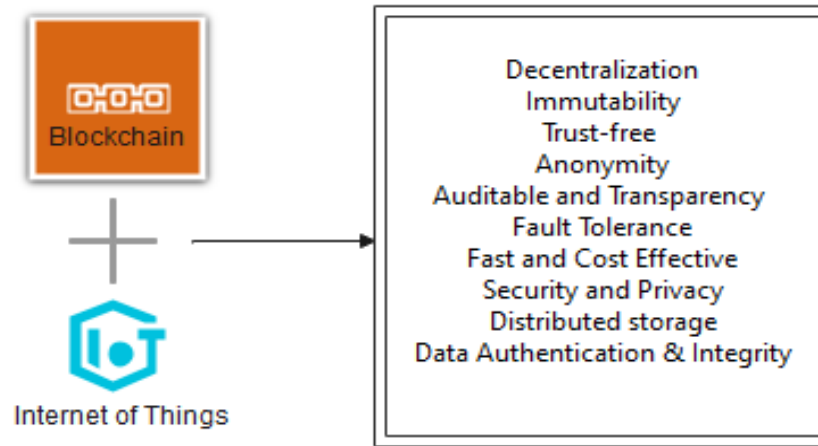 Blockchain
IoT
Internet of Things
Decentralization
Immutability
Trust-free
Anonymity
Auditable and Transparency
Fault Tolerance
Fast and Cost Effective
Security and Privacy
Distributed storage
Data Authentication & Integrity